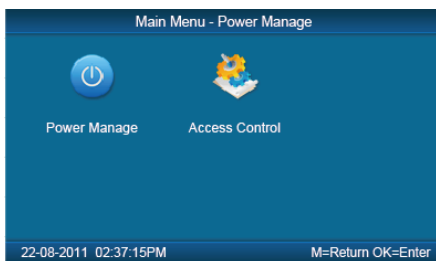 Main Menu - Power Manage
Power Manage Access Control
22-08-2011 02:37:15PM M=Return OK=Enter